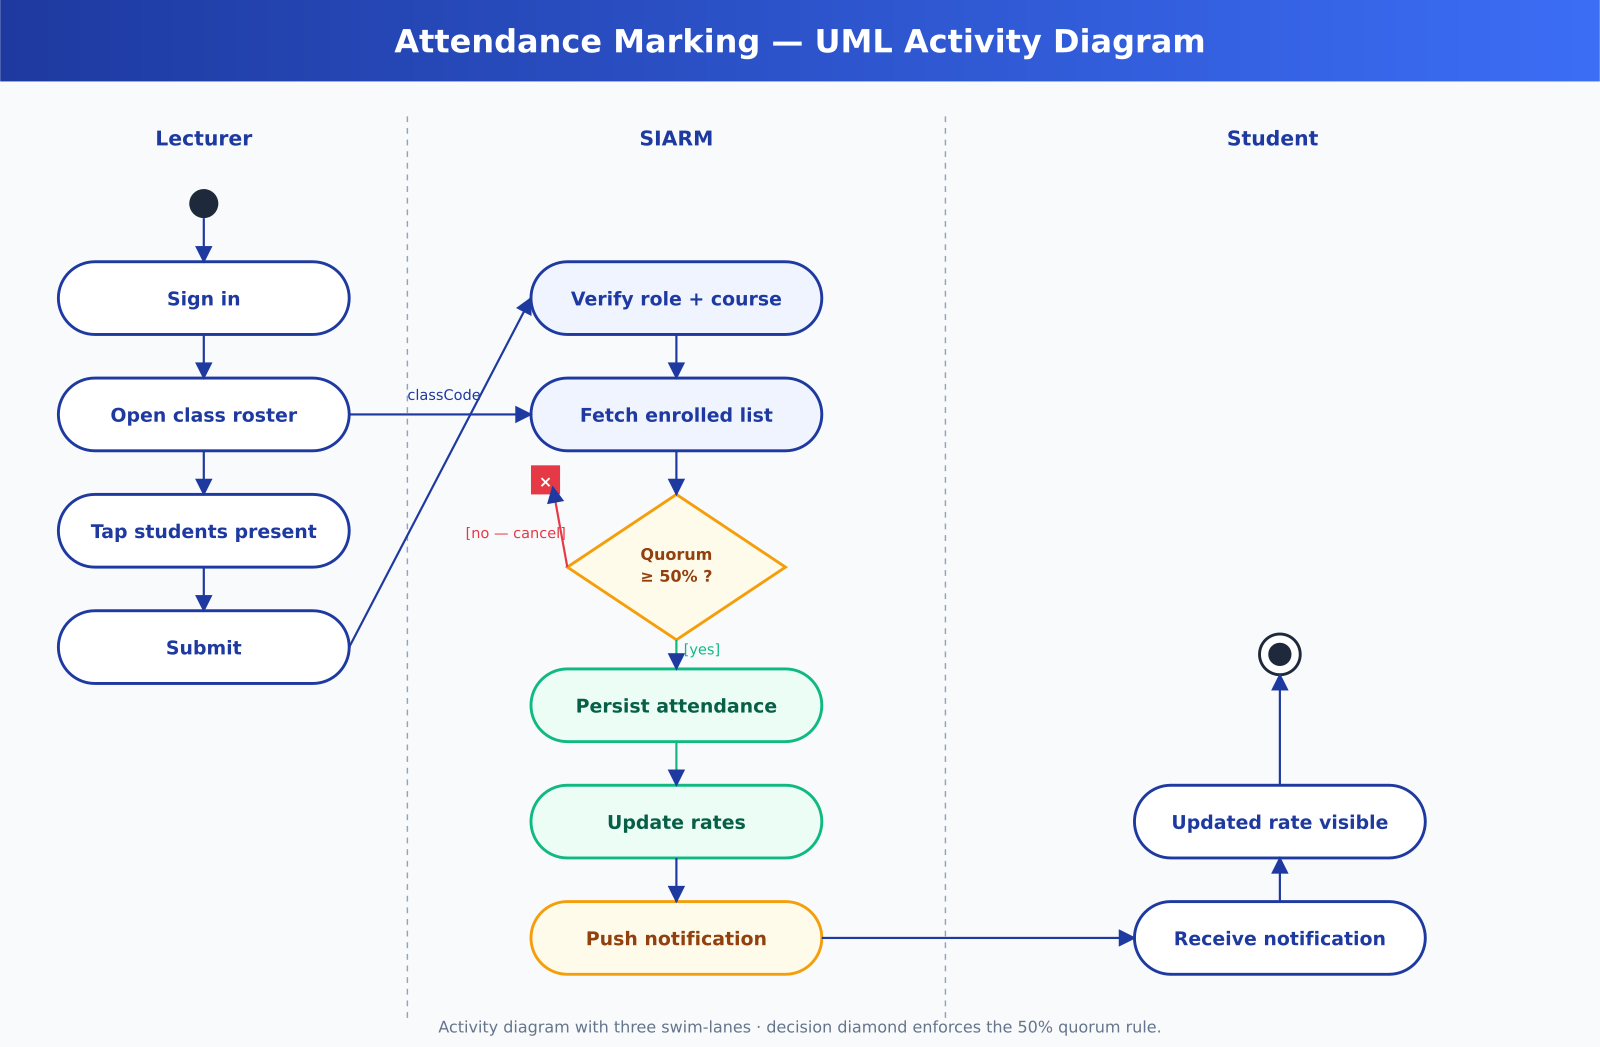 Attendance Marking — UML Activity Diagram
Lecturer
SIARM
Student
Sign in
Verify role + course
classCode
Open class roster
Fetch enrolled list
×
Tap students present
[no — cancel]
Quorum
≥ 50% ?
Submit
[yes]
Persist attendance
Update rates
Updated rate visible
Push notification
Receive notification
Activity diagram with three swim-lanes · decision diamond enforces the 50% quorum rule.